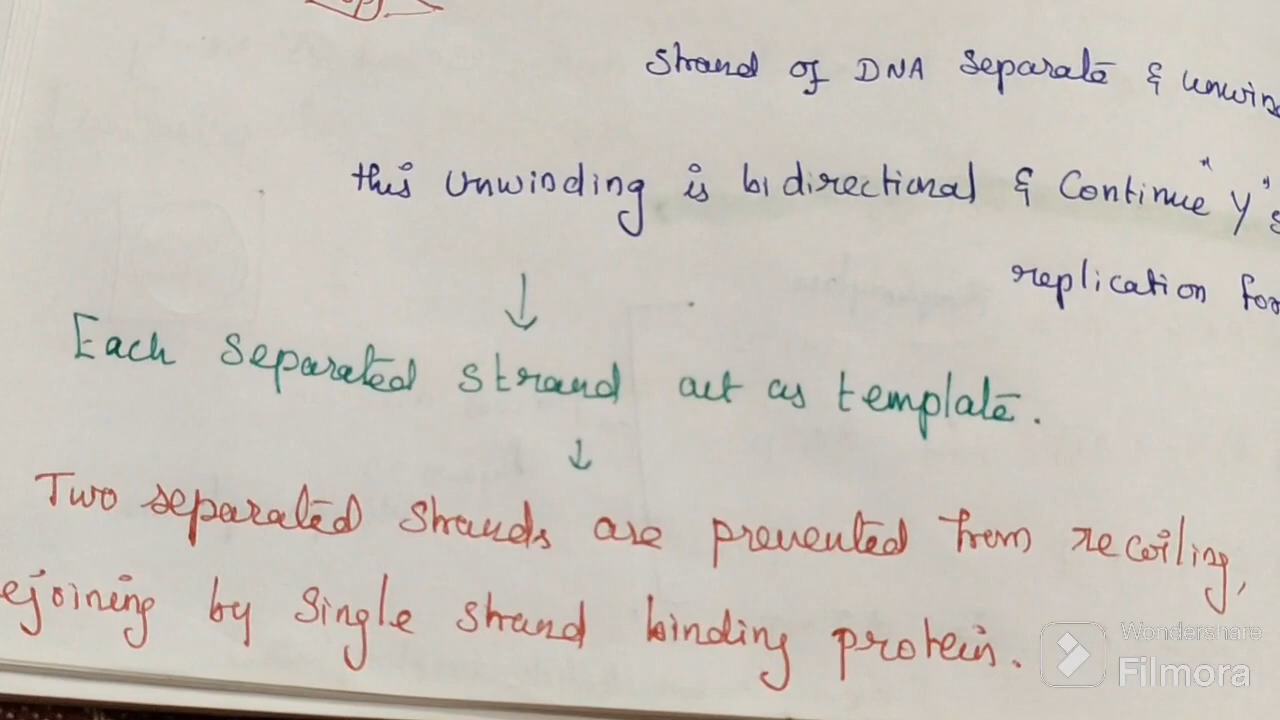 Strand of DNA separate & unwin
this unwinding is bidirectional & Continue "Y"
replication for
↓
Each separated strand act as template.
↓
Two separated strands are prevented from recoiling,
ejoining by single strand binding protein.
Wondershare
Filmora